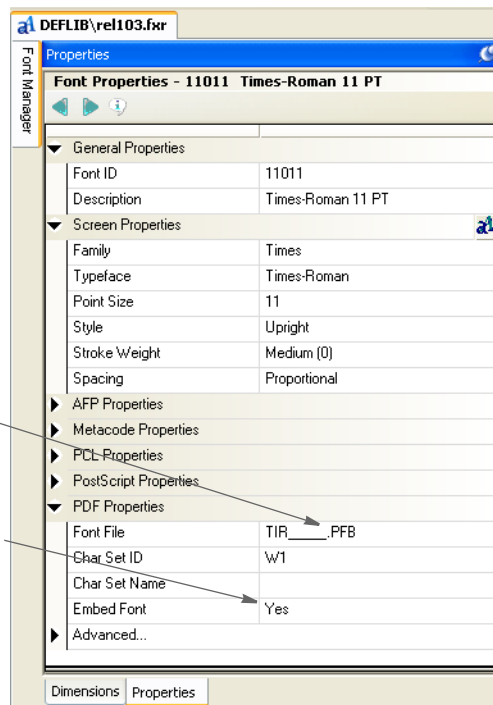 DEFLIB\rel103.fxr
Font Manager
Properties
Font Properties - 11011 Times-Roman 11 PT
General Properties
Font ID 11011
Description Times-Roman 11 PT
Screen Properties
Family Times
Typeface Times-Roman
Point Size 11
Style Upright
Stroke Weight Medium (0)
Spacing Proportional
AFP Properties
Metacode Properties
PCL Properties
PostScript Properties
PDF Properties
Font File TIR_____.PFB
Char Set ID W1
Char Set Name
Embed Font Yes
Advanced...
Dimensions Properties